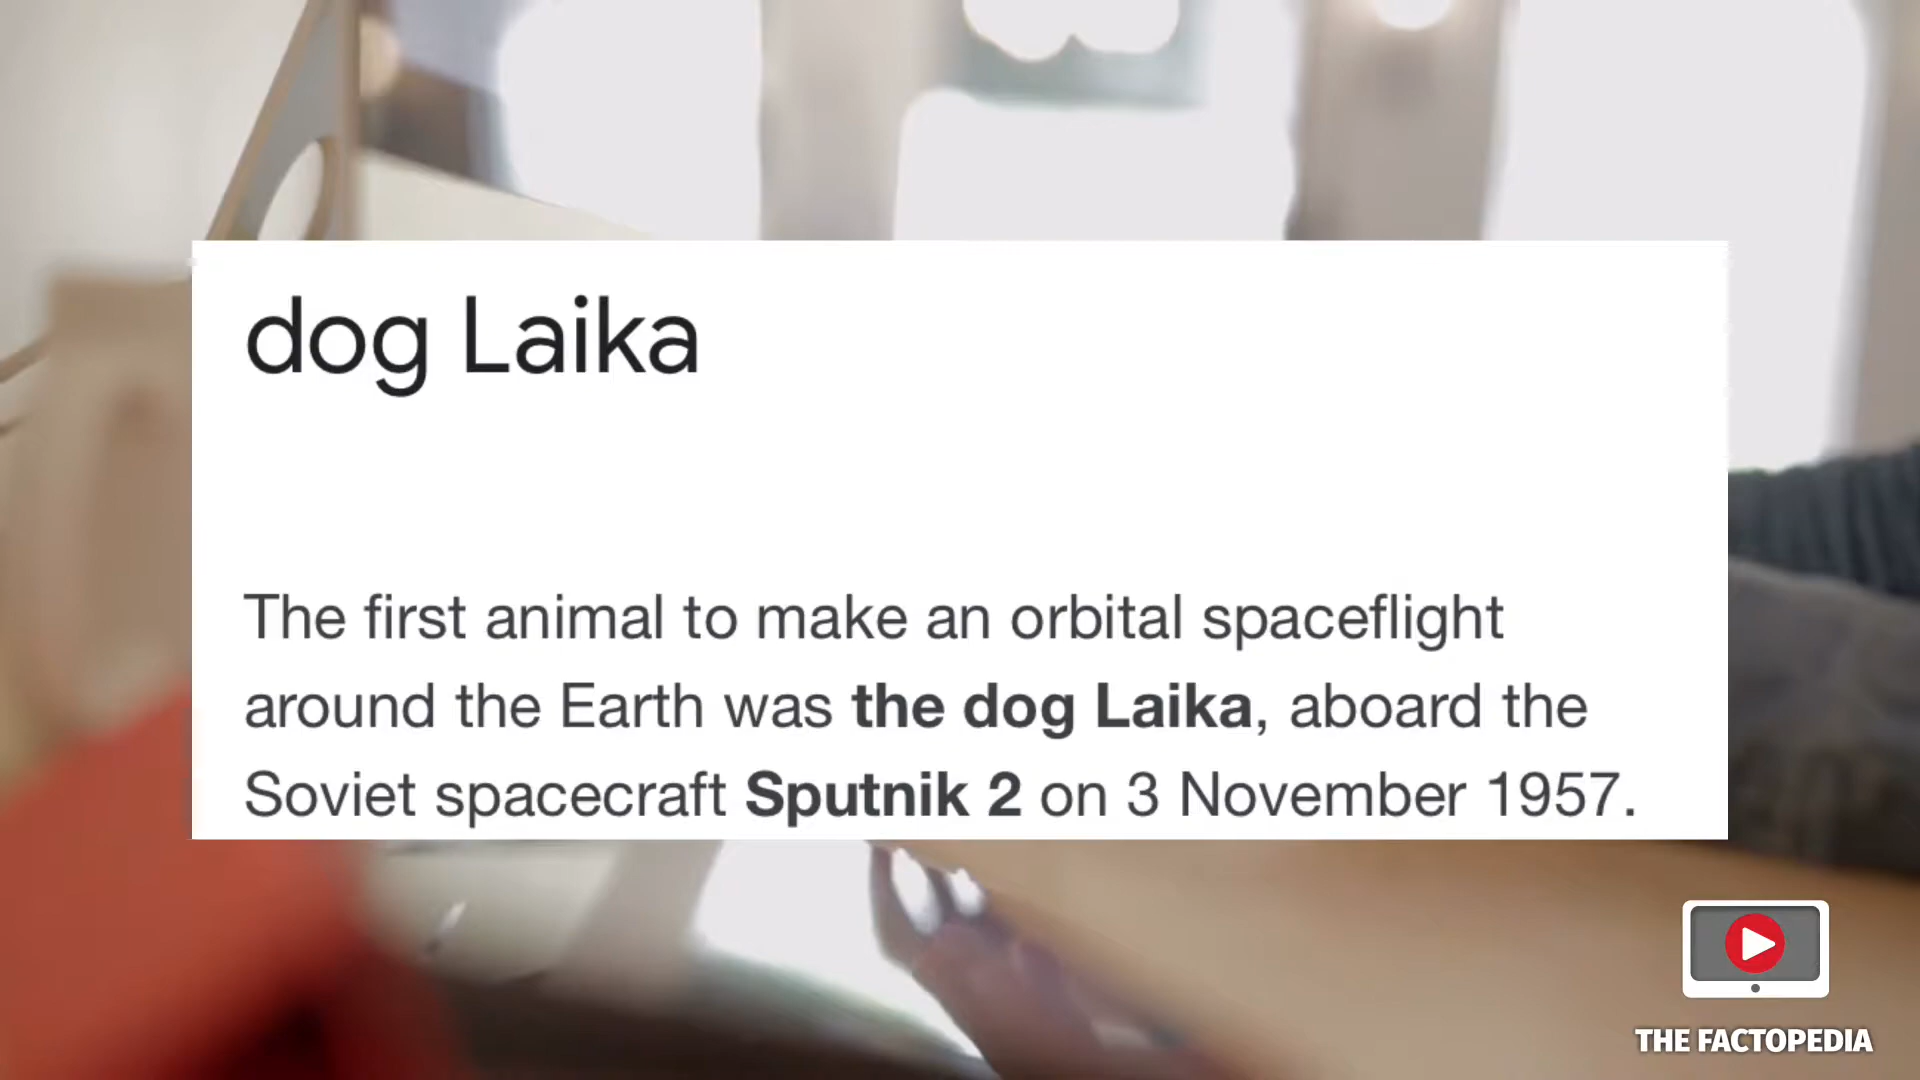 dog Laika
The first animal to make an orbital spaceflight
around the Earth was the dog Laika, aboard the
Soviet spacecraft Sputnik 2 on 3 November 1957.
THE FACTOPEDIA